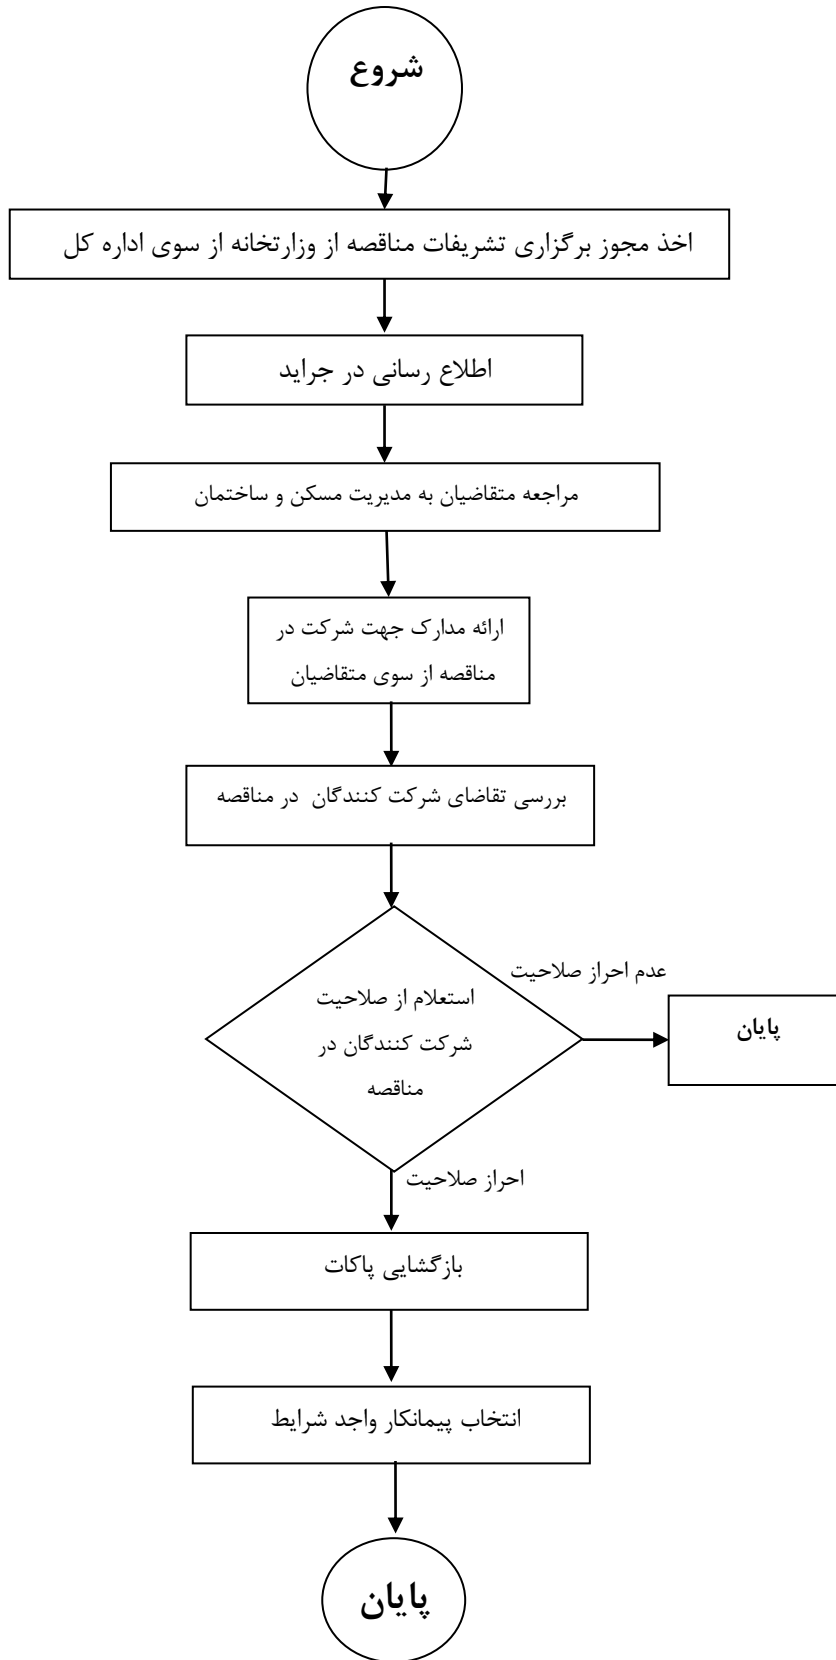 شروع
اخذ مجوز برگزاری تشریفات مناقصه از وزارتخانه از سوی اداره کل
اطلاع رسانی در جراید
مراجعه متقاضیان به مدیریت مسکن و ساختمان
ارائه مدارک جهت شرکت در
مناقصه از سوی متقاضیان
بررسی تقاضای شرکت کنندگان در مناقصه
عدم احراز صلاحیت
استعلام از صلاحیت
شرکت کنندگان در
مناقصه
پایان
احراز صلاحیت
بازگشایی پاکات
انتخاب پیمانکار واجد شرایط
پایان